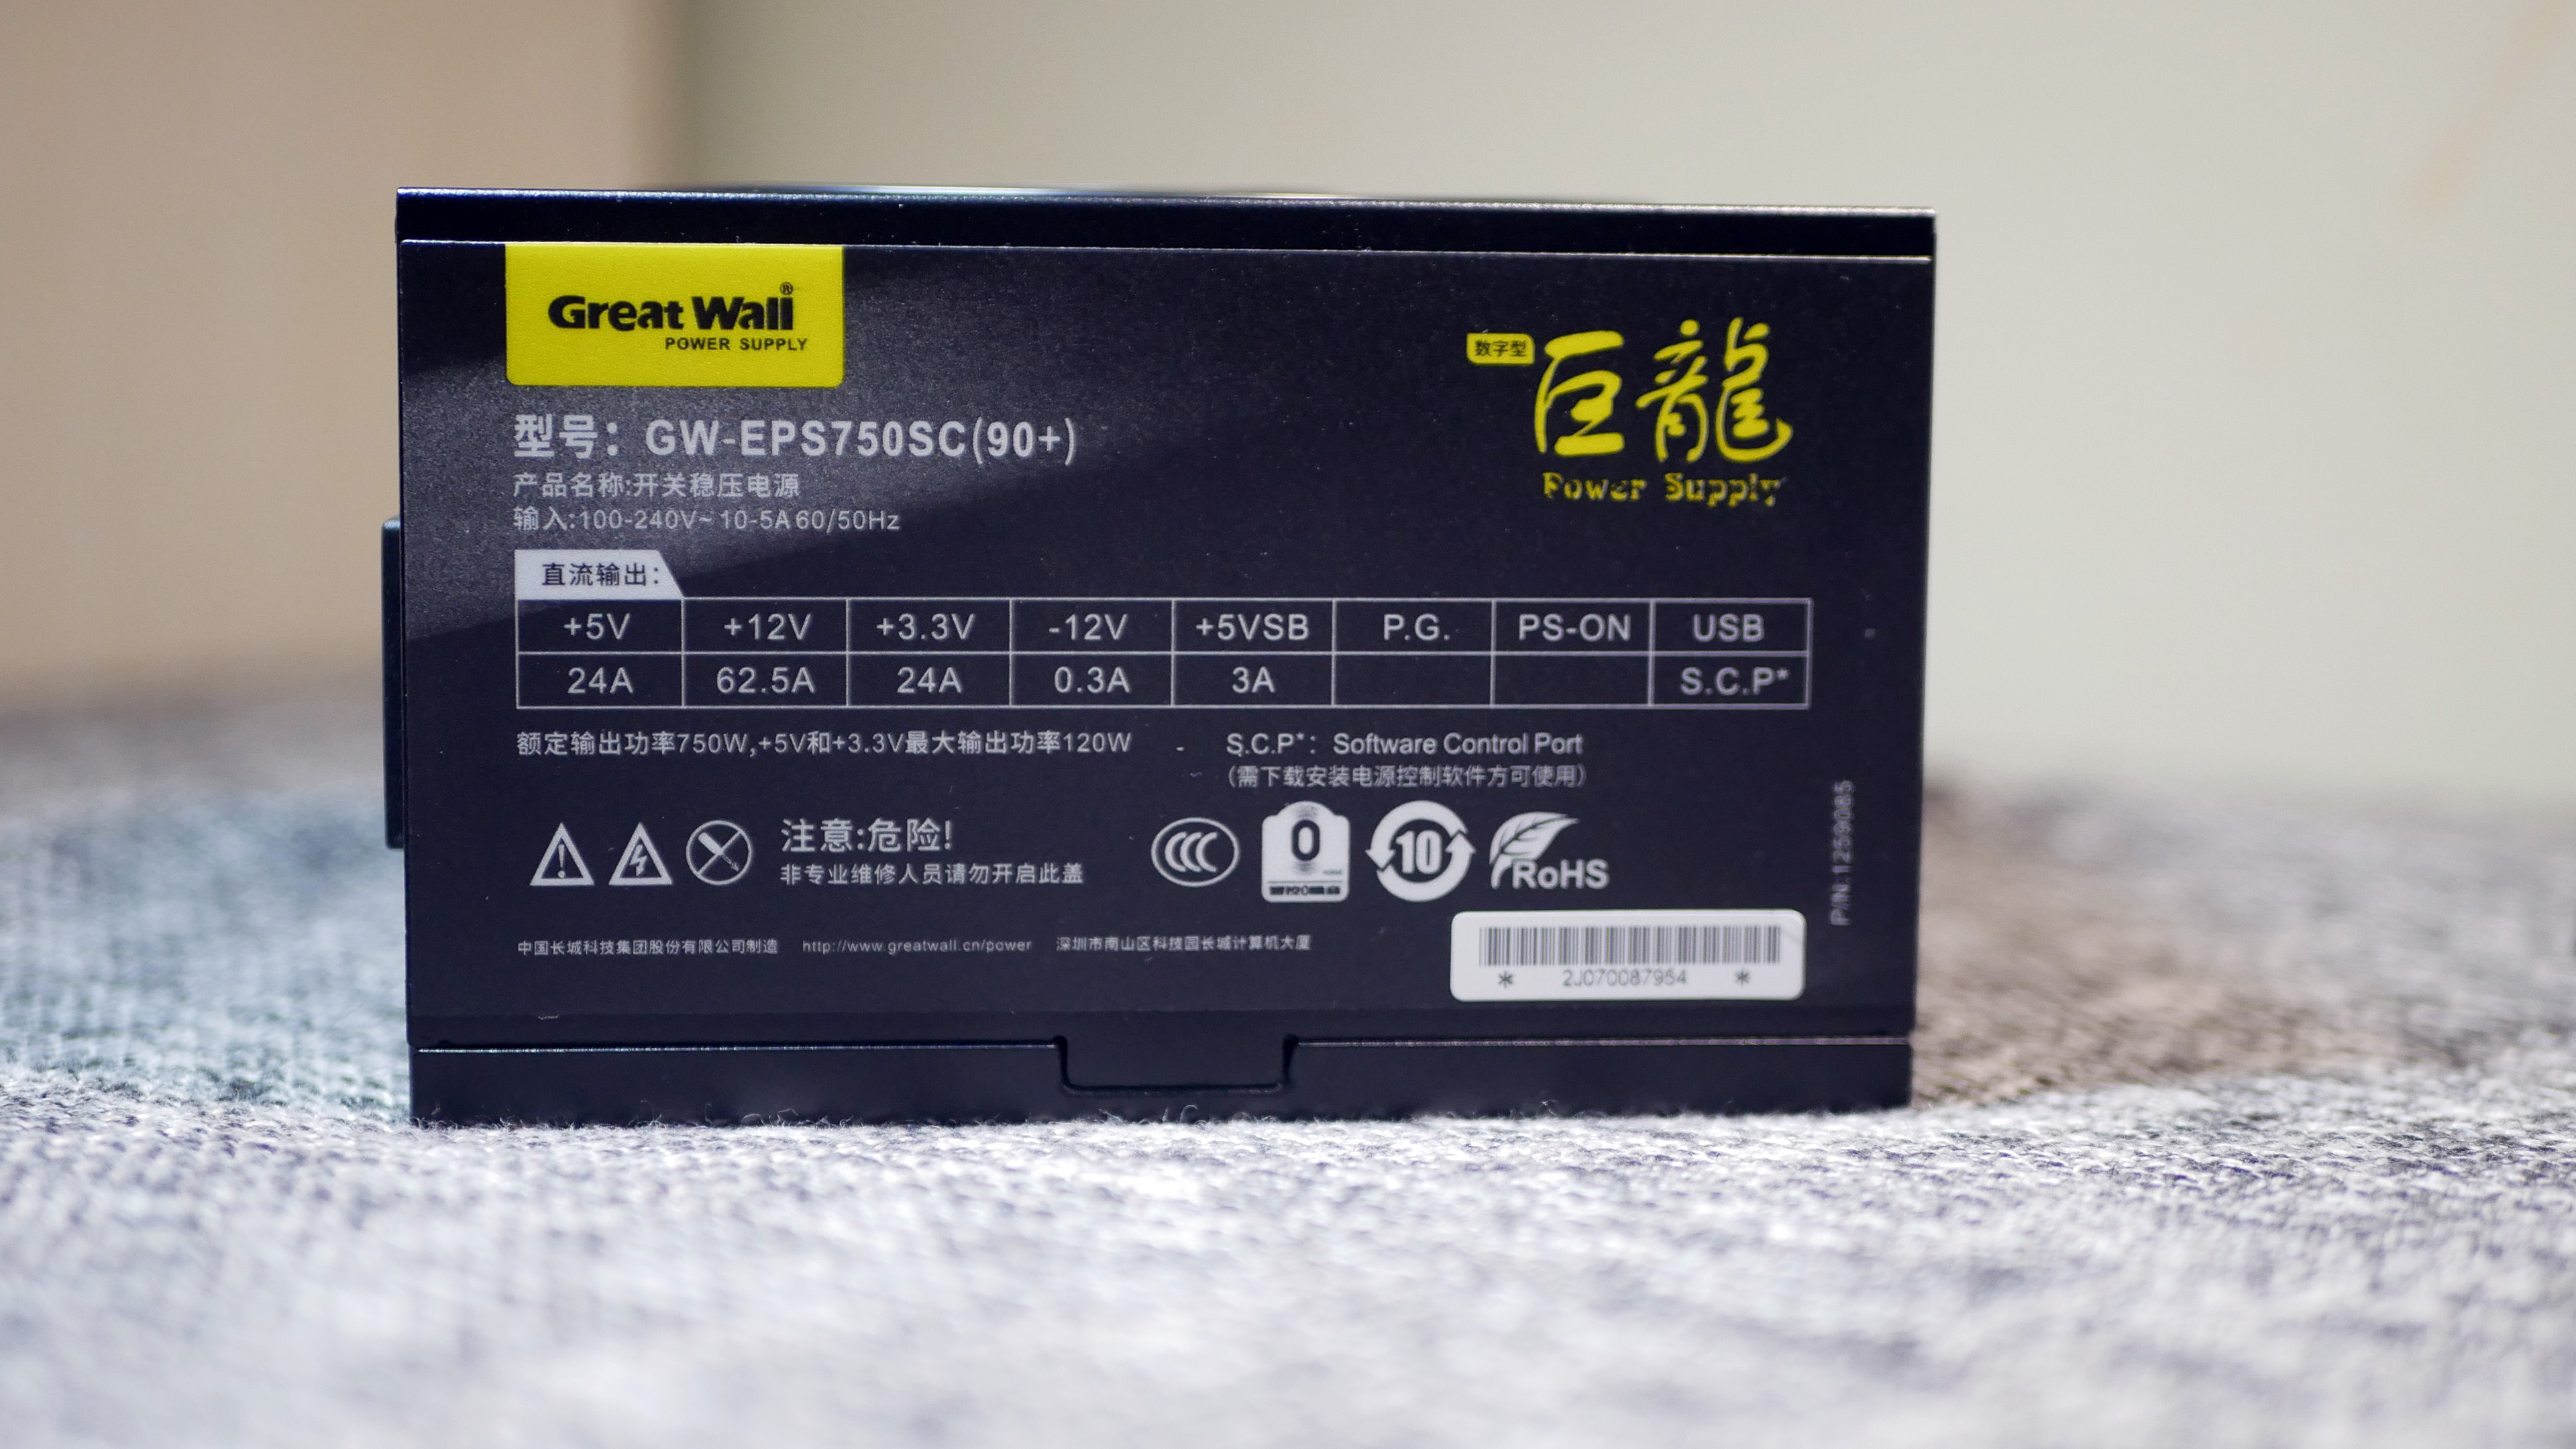 Great Wall®
POWER SUPPLY
数字型
巨龍
Power Supply
型号：GW-EPS750SC(90+)
产品名称:开关稳压电源
输入:100-240V~ 10-5A 60/50Hz
直流输出：
+5V +12V +3.3V -12V +5VSB P.G. PS-ON USB
24A 62.5A 24A 0.3A 3A S.C.P*
额定输出功率750W,+5V和+3.3V最大输出功率120W
S.C.P*：Software Control Port
（需下载安装电源控制软件方可使用）
注意:危险!
非专业维修人员请勿开启此盖
CCC
0
10
RoHS
P/N:1259085
中国长城科技集团股份有限公司制造 http://www.greatwall.cn/power 深圳市南山区科技园长城计算机大厦
* 2J070087964 *